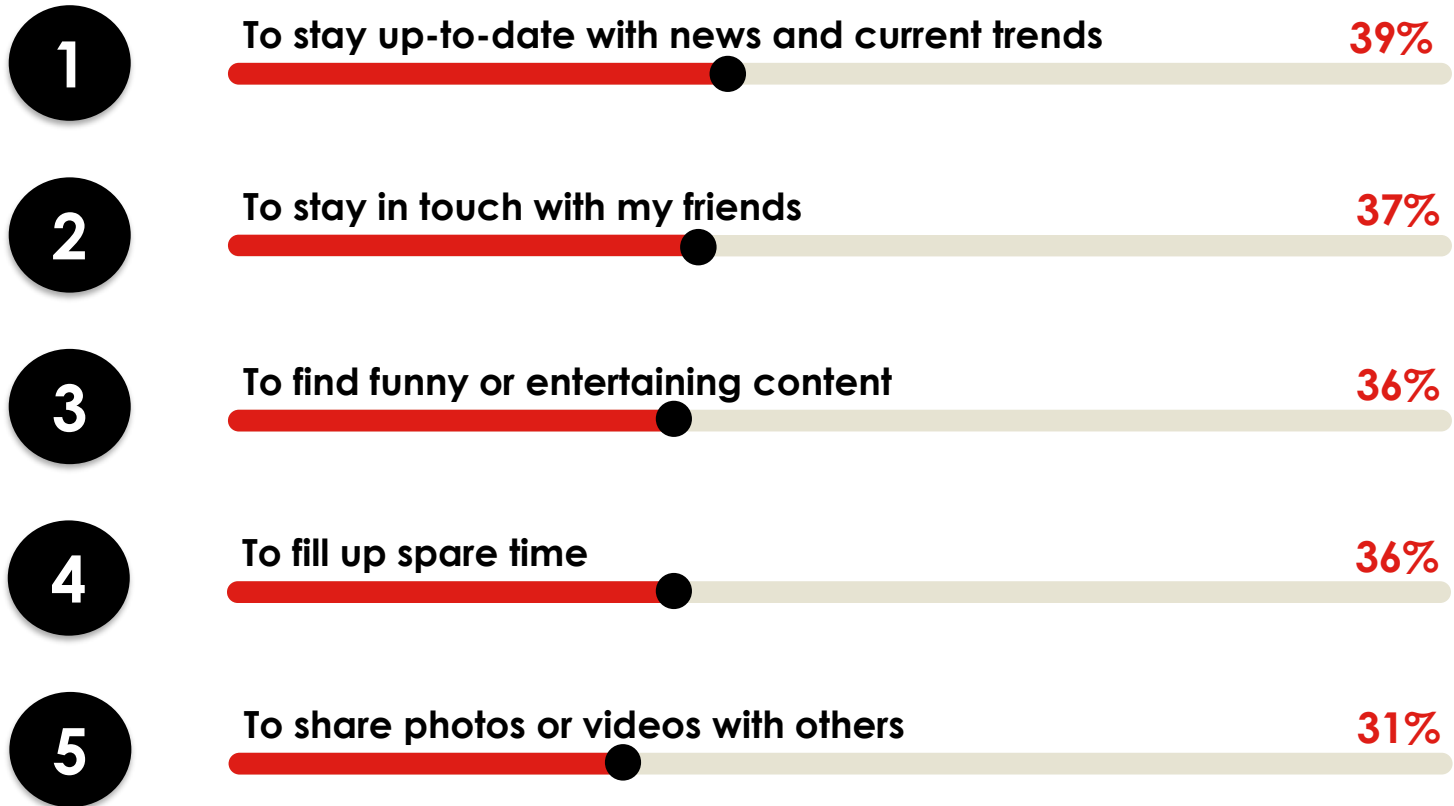 1
To stay up-to-date with news and current trends
39%
2
To stay in touch with my friends
37%
3
To find funny or entertaining content
36%
4
To fill up spare time
36%
5
To share photos or videos with others
31%